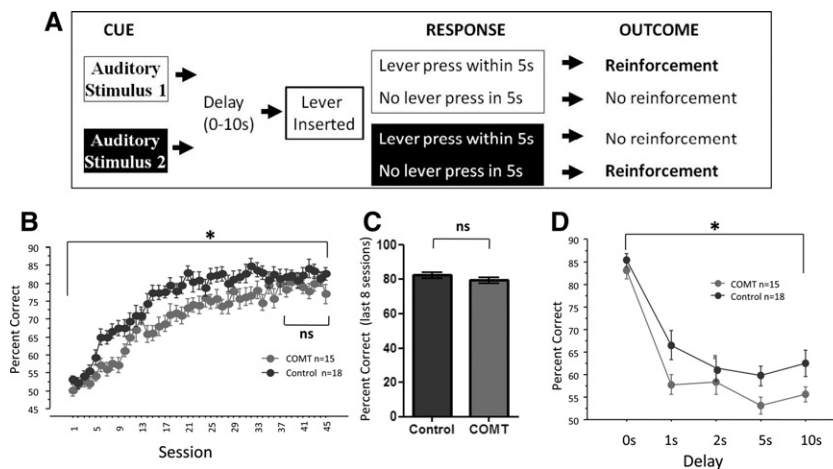 A
CUE
RESPONSE
OUTCOME
Auditory
Stimulus 1
Delay
(0-10s)
Lever
Inserted
Lever press within 5s
Reinforcement
No lever press in 5s
No reinforcement
Auditory
Stimulus 2
Lever press within 5s
No reinforcement
No lever press in 5s
Reinforcement
B
*
Percent Correct
90
85
80
75
70
65
60
55
50
45
ns
COMT n=15
Control n=18
1 5 9 13 17 21 25 29 33 37 41 45
Session
C
ns
Percent Correct (last 8 sessions)
100
80
60
40
20
0
Control COMT
D
*
Percent Correct
90
85
80
75
70
65
60
55
50
COMT n=15
Control n=18
0s 1s 2s 5s 10s
Delay